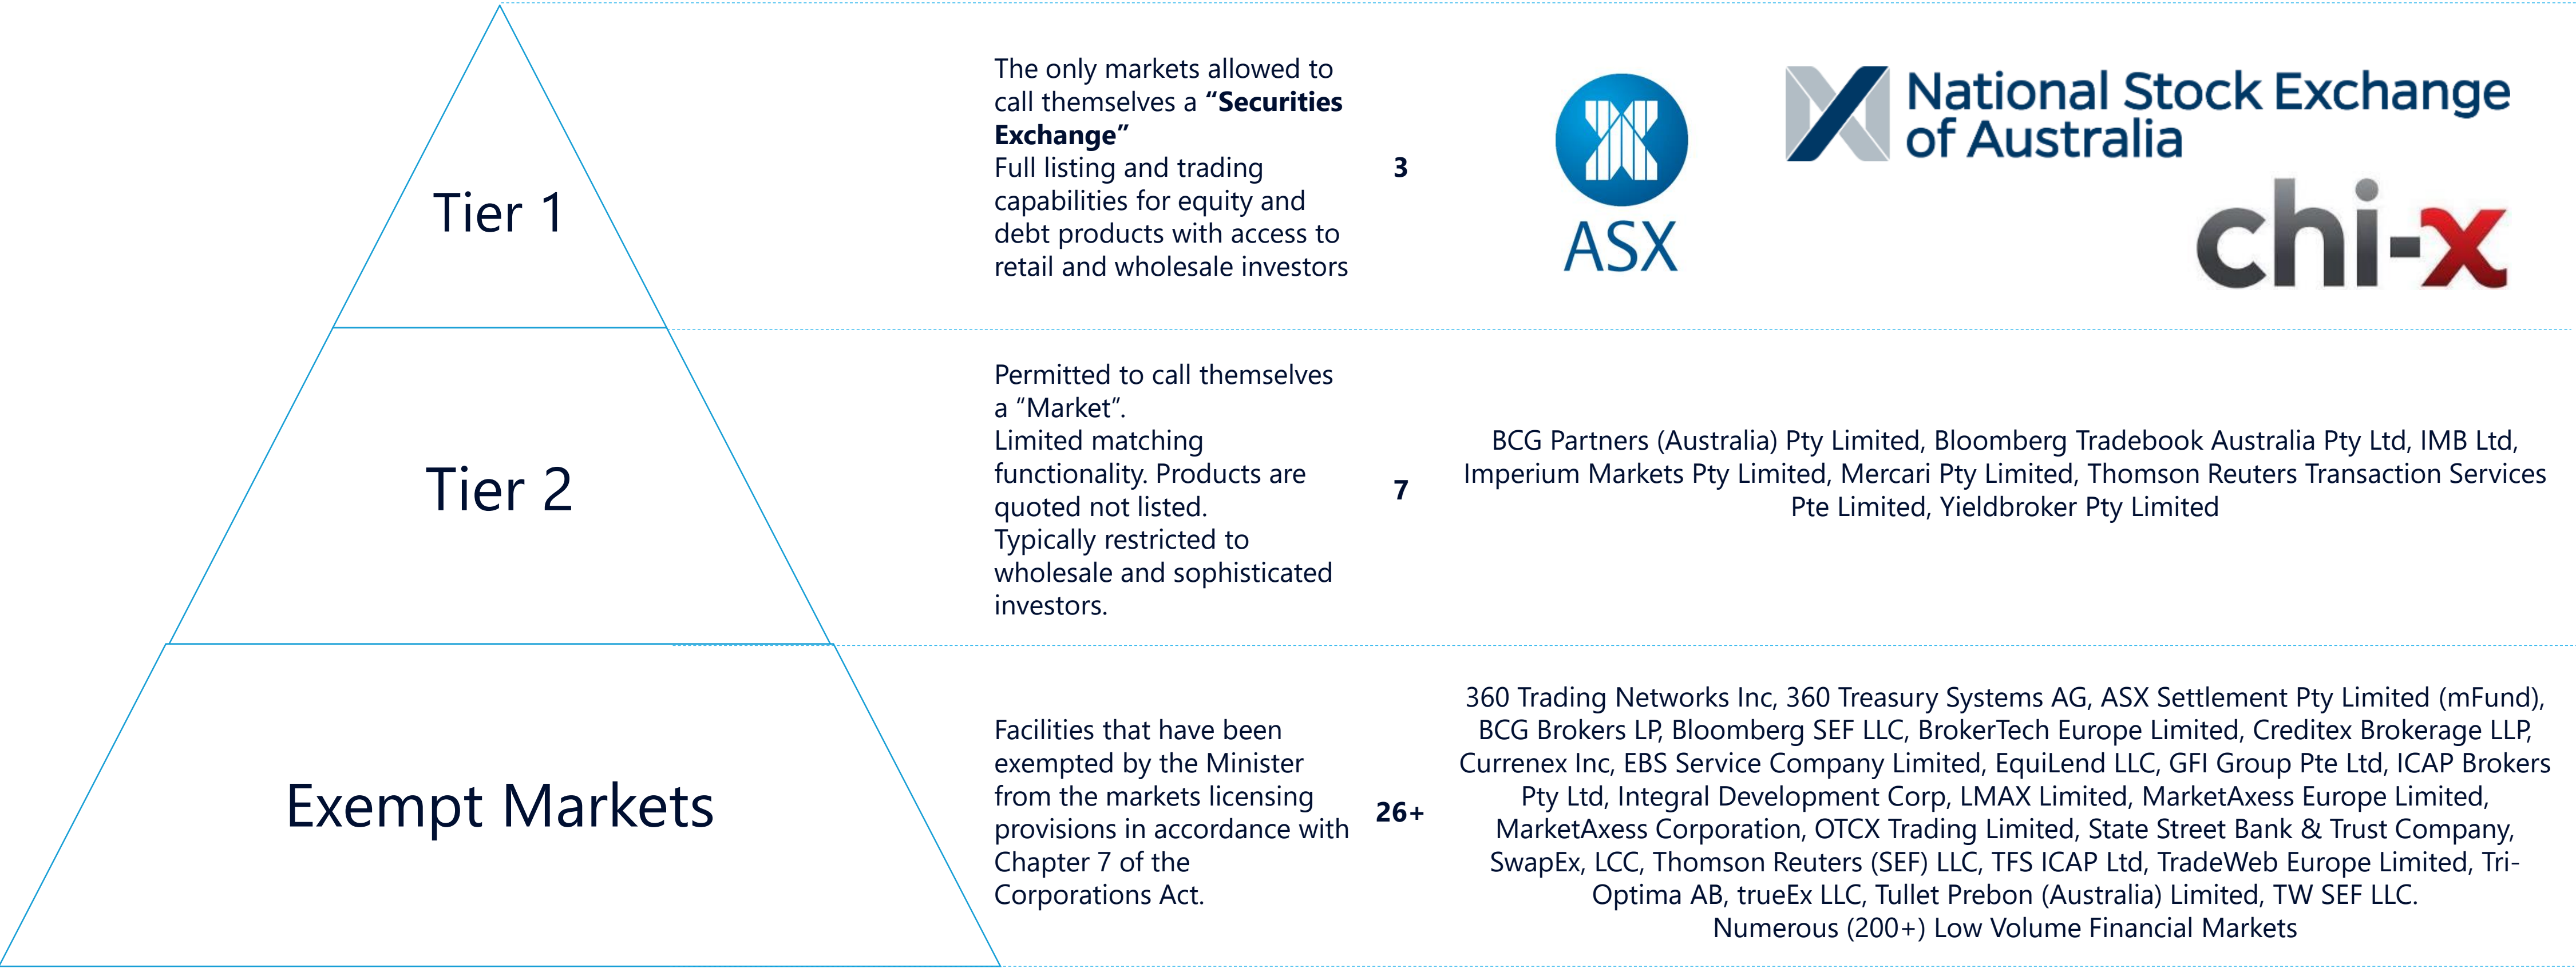 Tier 1
The only markets allowed to
call themselves a “Securities
Exchange”
Full listing and trading
capabilities for equity and
debt products with access to
retail and wholesale investors
3
ASX
National Stock Exchange
of Australia
chi-x
Tier 2
Permitted to call themselves
a “Market”.
Limited matching
functionality. Products are
quoted not listed.
Typically restricted to
wholesale and sophisticated
investors.
7
BCG Partners (Australia) Pty Limited, Bloomberg Tradebook Australia Pty Ltd, IMB Ltd,
Imperium Markets Pty Limited, Mercari Pty Limited, Thomson Reuters Transaction Services
Pte Limited, Yieldbroker Pty Limited
Exempt Markets
Facilities that have been
exempted by the Minister
from the markets licensing
provisions in accordance with
Chapter 7 of the
Corporations Act.
26+
360 Trading Networks Inc, 360 Treasury Systems AG, ASX Settlement Pty Limited (mFund),
BCG Brokers LP, Bloomberg SEF LLC, BrokerTech Europe Limited, Creditex Brokerage LLP,
Currenex Inc, EBS Service Company Limited, EquiLend LLC, GFI Group Pte Ltd, ICAP Brokers
Pty Ltd, Integral Development Corp, LMAX Limited, MarketAxess Europe Limited,
MarketAxess Corporation, OTCX Trading Limited, State Street Bank & Trust Company,
SwapEx, LCC, Thomson Reuters (SEF) LLC, TFS ICAP Ltd, TradeWeb Europe Limited, Tri-
Optima AB, trueEx LLC, Tullet Prebon (Australia) Limited, TW SEF LLC.
Numerous (200+) Low Volume Financial Markets